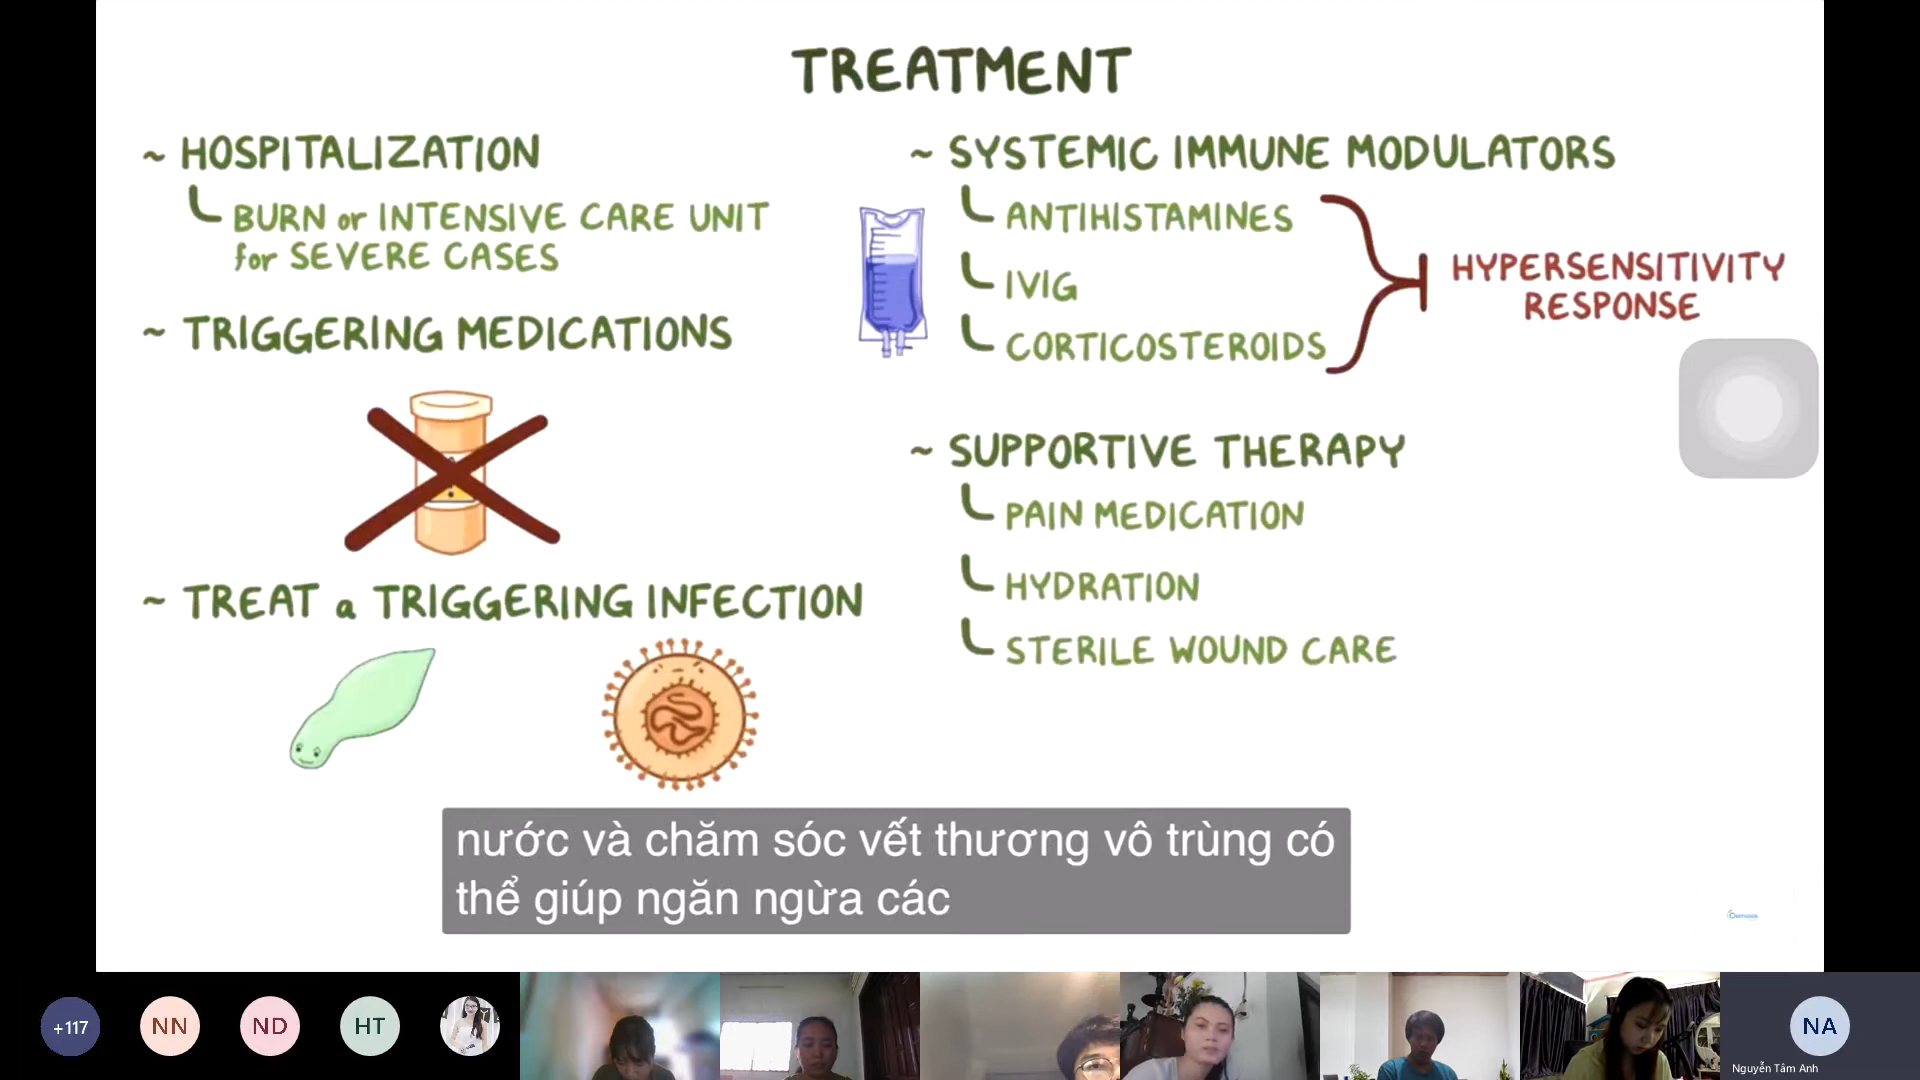 TREATMENT
~ HOSPITALIZATION
BURN or INTENSIVE CARE UNIT
for SEVERE CASES
~ TRIGGERING MEDICATIONS
~ TREAT a TRIGGERING INFECTION
~ SYSTEMIC IMMUNE MODULATORS
ANTIHISTAMINES
IVIG
CORTICOSTEROIDS
HYPERSENSITIVITY
RESPONSE
~ SUPPORTIVE THERAPY
PAIN MEDICATION
HYDRATION
STERILE WOUND CARE
nước và chăm sóc vết thương vô trùng có
thể giúp ngăn ngừa các
Osmosis
+117
NN
ND
HT
NA
Nguyễn Tâm Anh